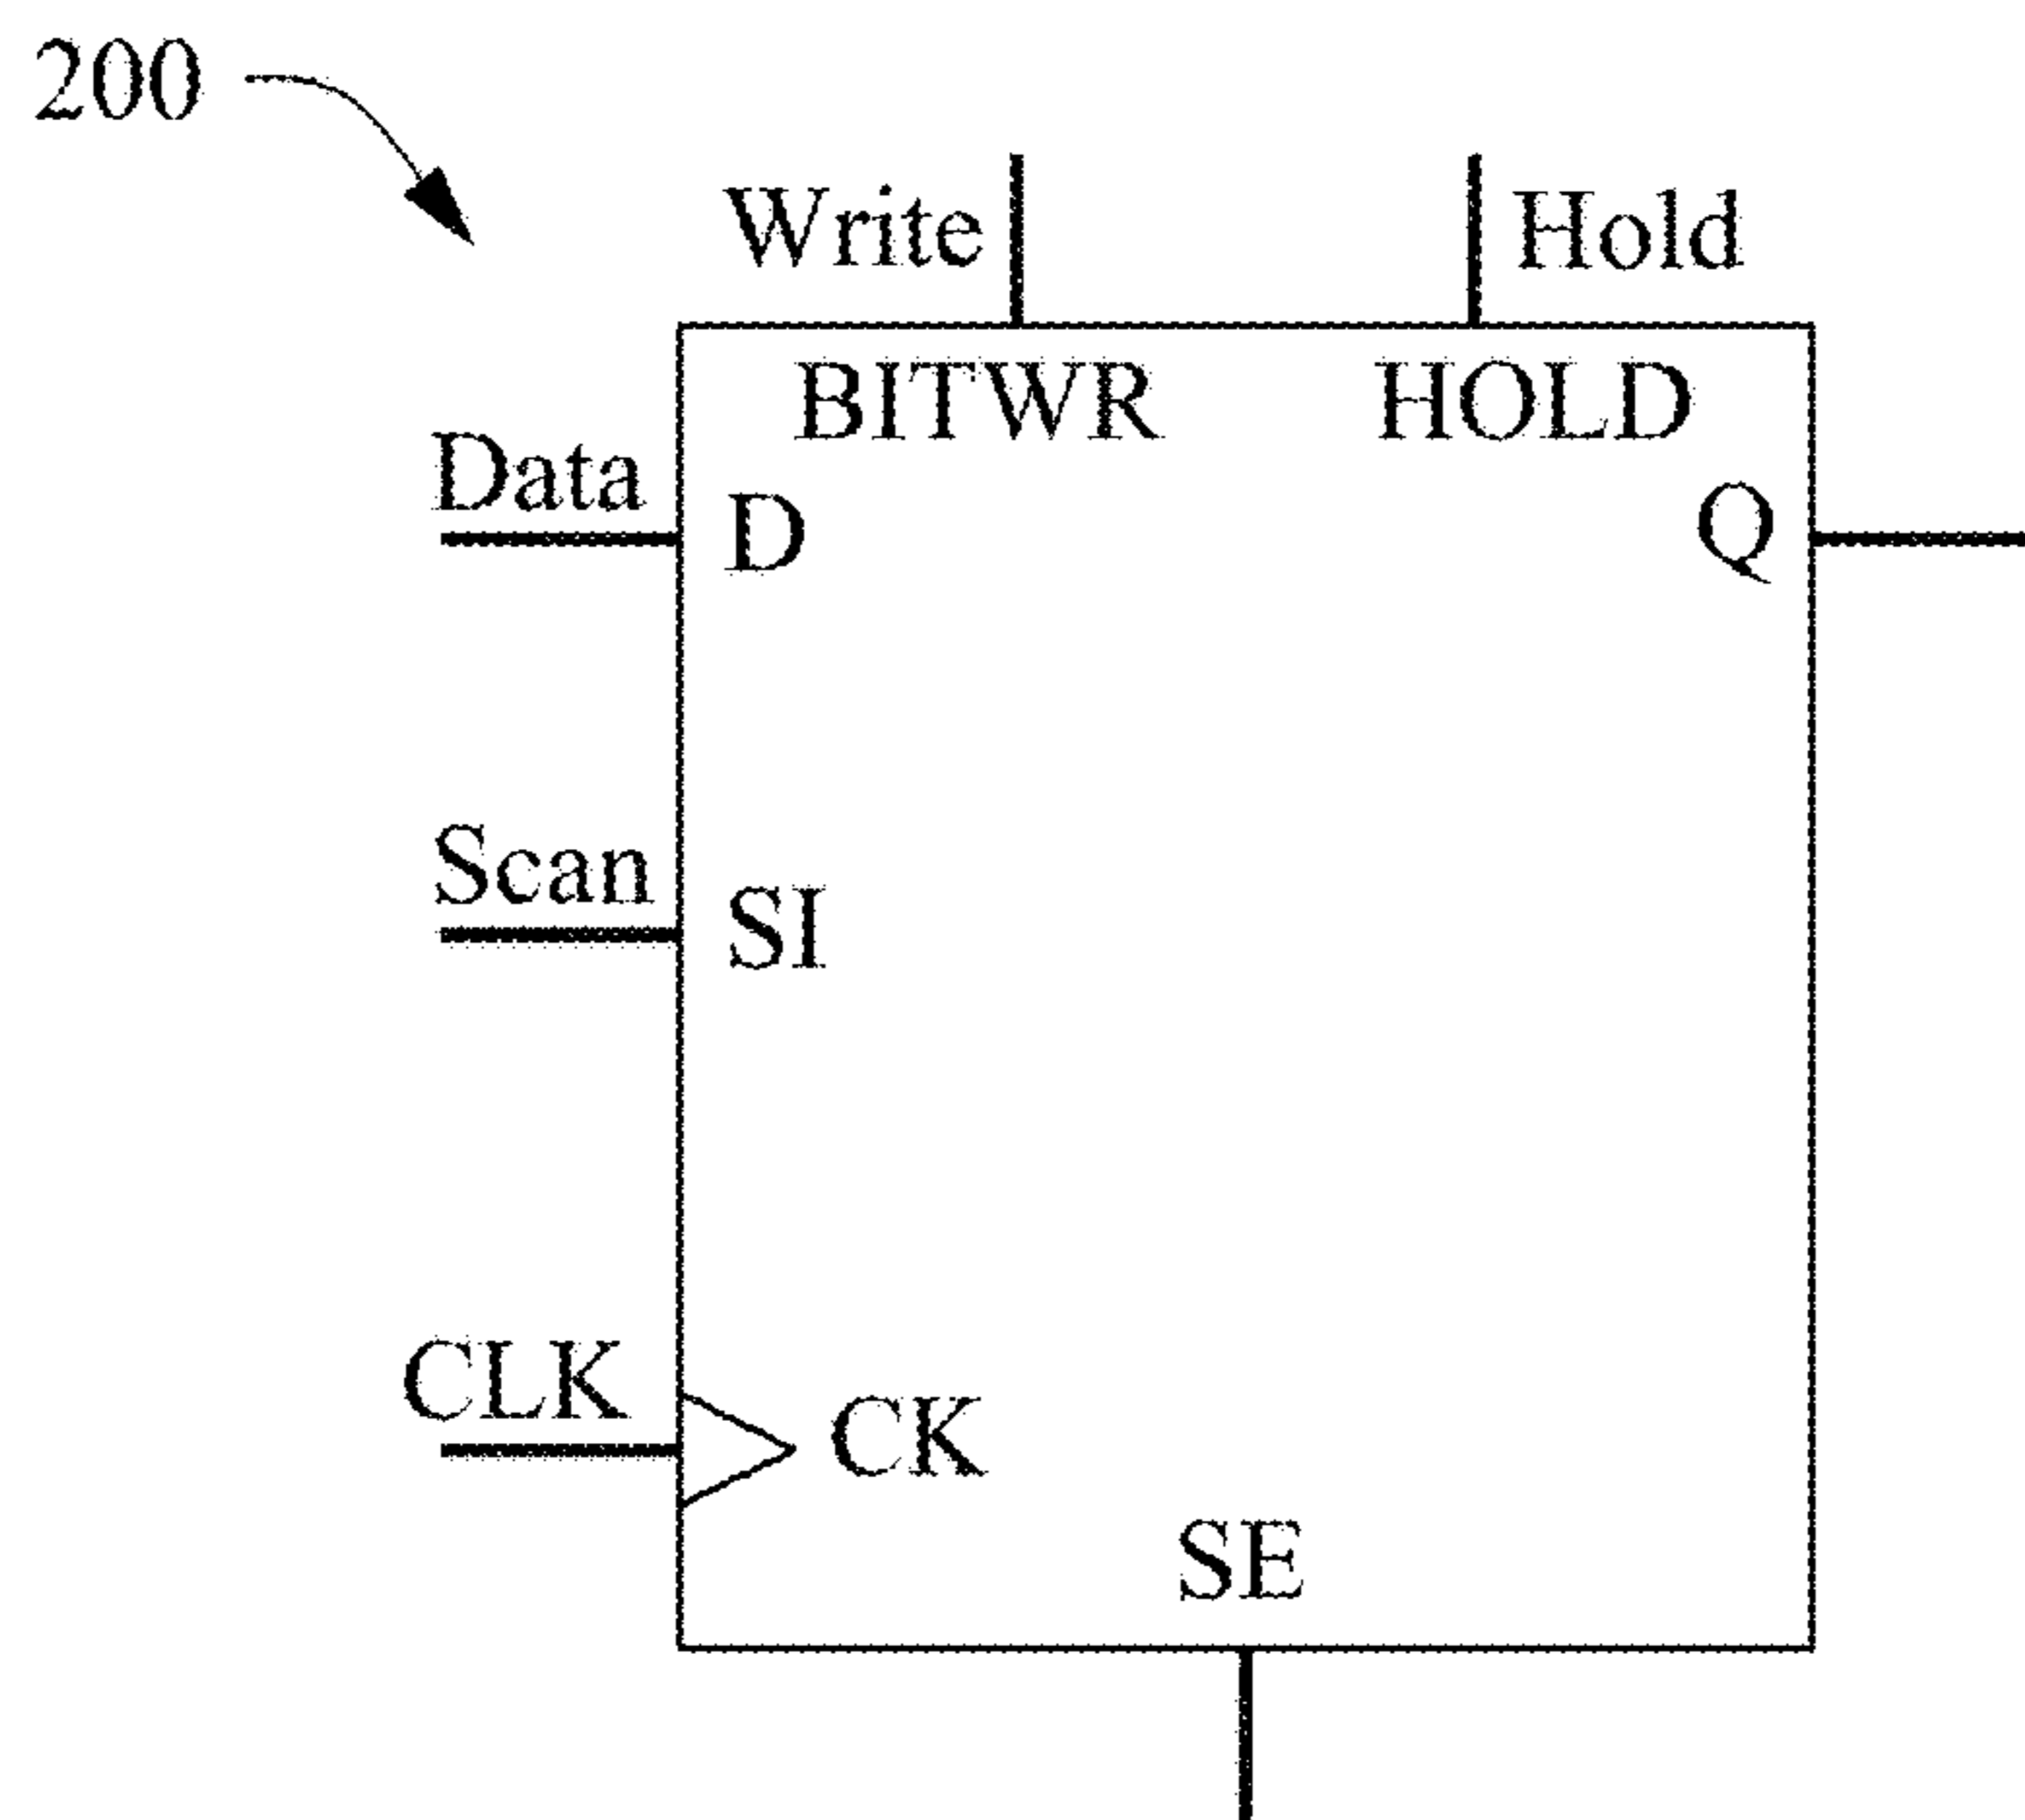 200
Write Hold
BITWR HOLD
Data
D Q
Scan
SI
CLK
CK
SE